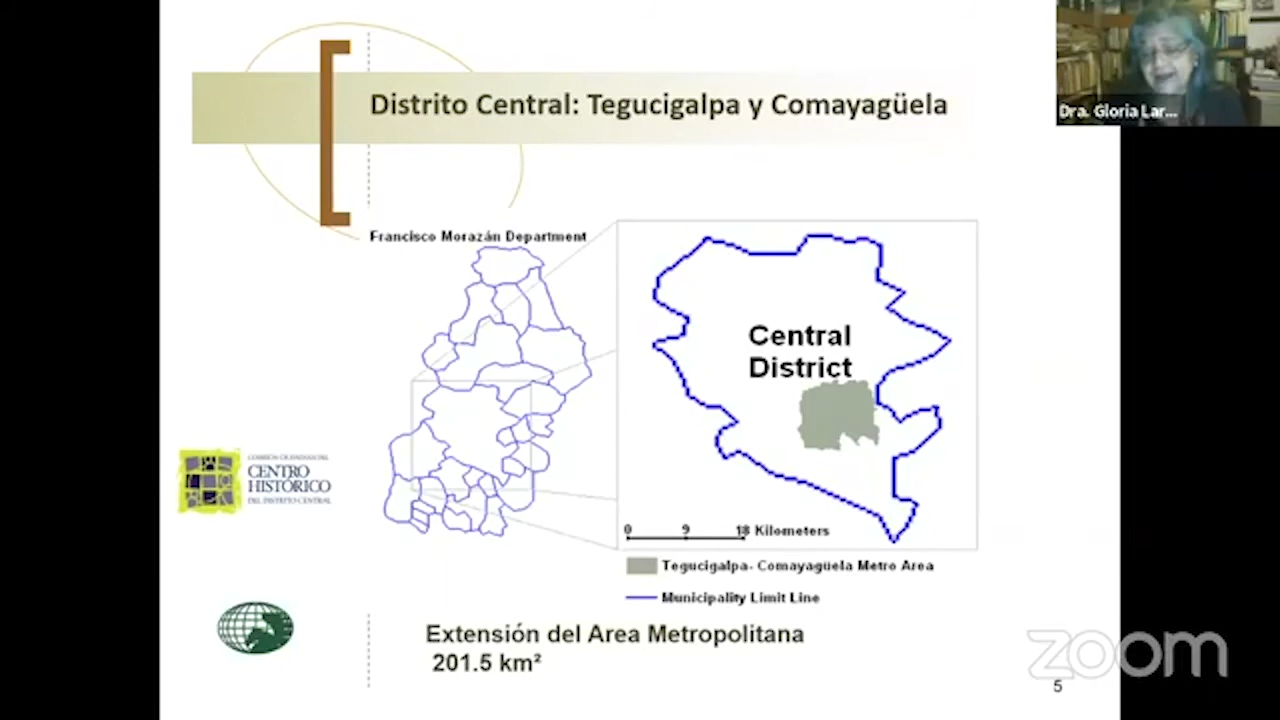 Distrito Central: Tegucigalpa y Comayagüela
Dra. Gloria Lar...
Francisco Morazán Department
Central
District
0 9 18 Kilometers
Tegucigalpa- Comayagüela Metro Area
Municipality Limit Line
CENTRO
HISTÓRICO
DEL DISTRITO CENTRAL
Extensión del Area Metropolitana
201.5 km²
zoom
5